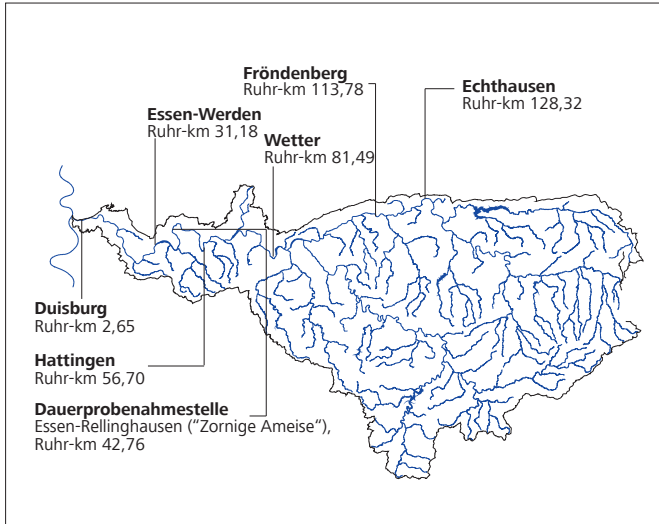 Fröndenberg
Ruhr-km 113,78
Echthausen
Ruhr-km 128,32
Essen-Werden
Ruhr-km 31,18
Wetter
Ruhr-km 81,49
Duisburg
Ruhr-km 2,65
Hattingen
Ruhr-km 56,70
Dauerprobenahmestelle
Essen-Rellinghausen (“Zornige Ameise“),
Ruhr-km 42,76